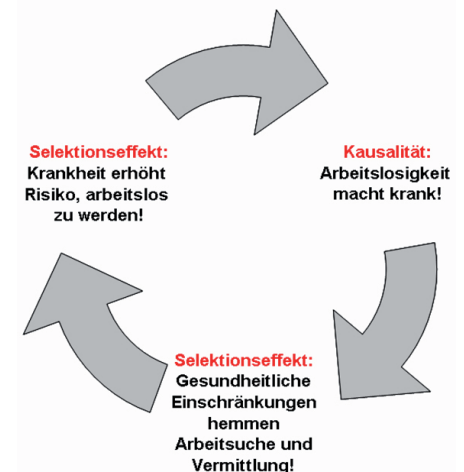 Selektionseffekt:
Krankheit erhöht
Risiko, arbeitslos
zu werden!
Kausalität:
Arbeitslosigkeit
macht krank!
Selektionseffekt:
Gesundheitliche
Einschränkungen
hemmen
Arbeitsuche und
Vermittlung!